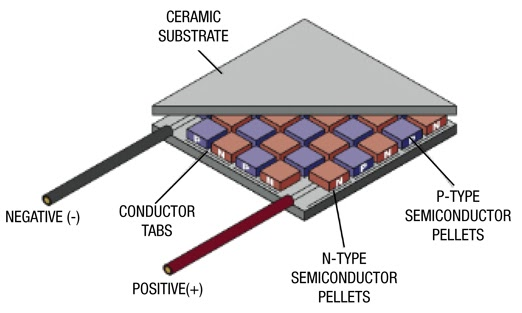 CERAMIC
SUBSTRATE
P N P N
N P N N
NEGATIVE (-)
CONDUCTOR
TABS
P-TYPE
SEMICONDUCTOR
PELLETS
POSITIVE(+)
N-TYPE
SEMICONDUCTOR
PELLETS